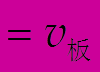 = v板